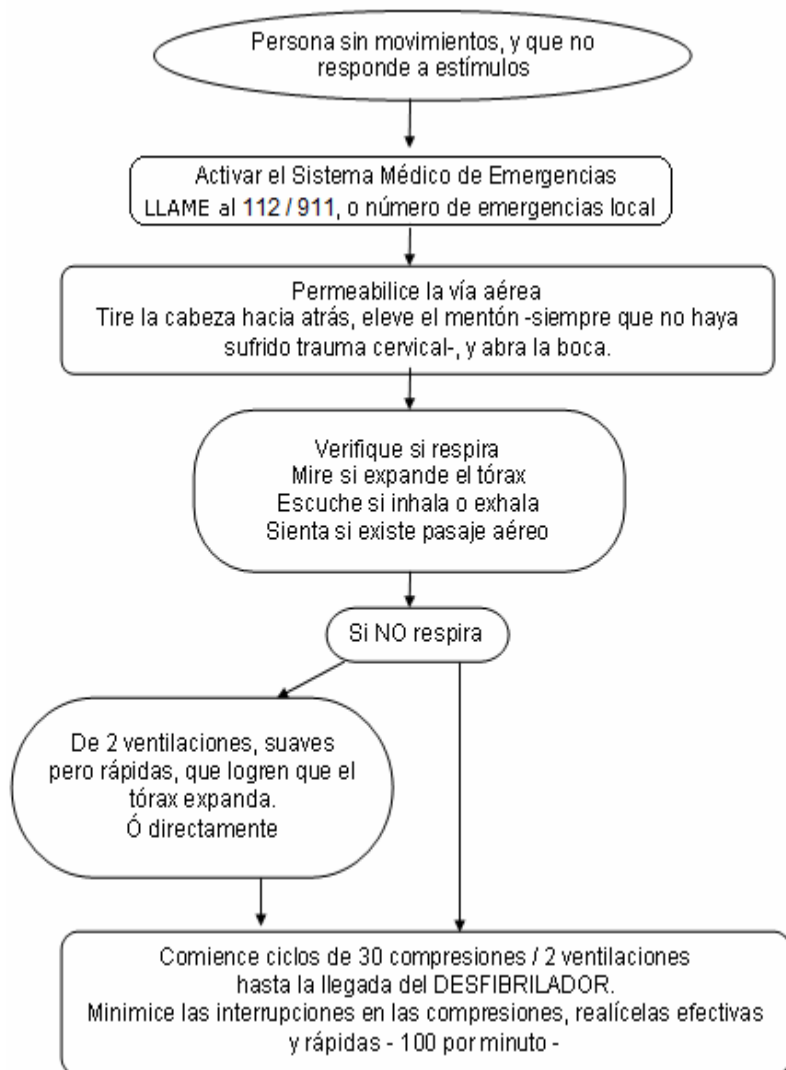 Persona sin movimientos, y que no
responde a estímulos
Activar el Sistema Médico de Emergencias
LLAME al 112 / 911, o número de emergencias local
Permeabilice la vía aérea
Tire la cabeza hacia atrás, eleve el mentón -siempre que no haya
sufrido trauma cervical-, y abra la boca.
Verifique si respira
Mire si expande el tórax
Escuche si inhala o exhala
Sienta si existe pasaje aéreo
Si NO respira
De 2 ventilaciones, suaves
pero rápidas, que logren que el
tórax expanda.
Ó directamente
Comience ciclos de 30 compresiones / 2 ventilaciones
hasta la llegada del DESFIBRILADOR.
Minimice las interrupciones en las compresiones, realícelas efectivas
y rápidas - 100 por minuto -